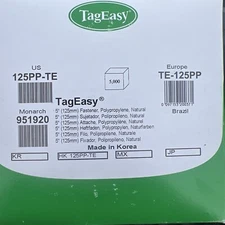 TagEasy®
US
125PP-TE
5,000
Europe
TE-125PP
Monarch
951920
Brazil
TagEasy®
5" (125mm) Fastener, Polypropylene, Natural
5" (125mm) Sujetador, Polipropileno, Natural
5" (125mm) Attache, Polypropylene, Naturel
5" (125mm) Heftfaden, Polypropylen, Naturfarben
5" (125mm) Filo, Polipropilene, Naturale
5" (125mm) Fixador, Polipropileno, Natural
Made in Korea
KR
HK 125PP-TE
MX
JP